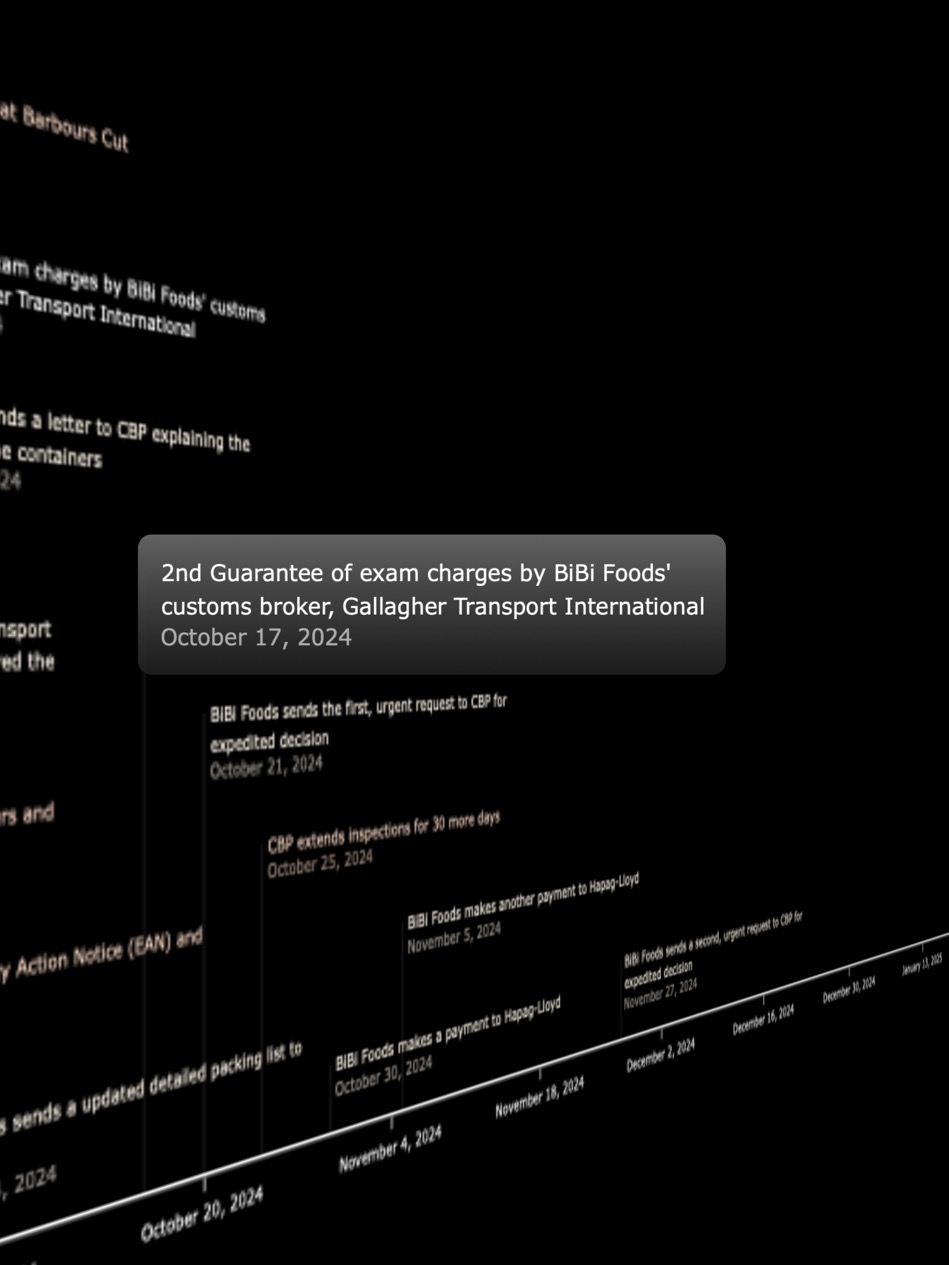 at Barbours Cut
am charges by BiBi Foods' customs
er Transport International
nds a letter to CBP explaining the
e containers
24
2nd Guarantee of exam charges by BiBi Foods'
customs broker, Gallagher Transport International
October 17, 2024
nsport
ed the
BiBi Foods sends the first, urgent request to CBP for
expedited decision
October 21, 2024
rs and
CBP extends inspections for 30 more days
October 25, 2024
BiBi Foods makes another payment to Hapag-Lloyd
November 5, 2024
y Action Notice (EAN) and
BiBi Foods sends a second, urgent request to CBP for
expedited decision
November 27, 2024
BiBi Foods makes a payment to Hapag-Lloyd
October 30, 2024
s sends a updated detailed packing list to
, 2024
October 20, 2024
November 4, 2024
November 18, 2024
December 2, 2024
December 16, 2024
December 30, 2024
January 13, 2025